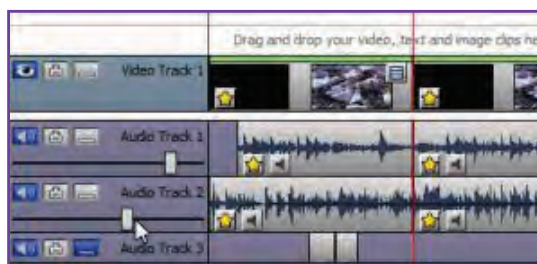 Drag and drop your video, text and image clips he
Video Track 1
Audio Track 1
Audio Track 2
Audio Track 3